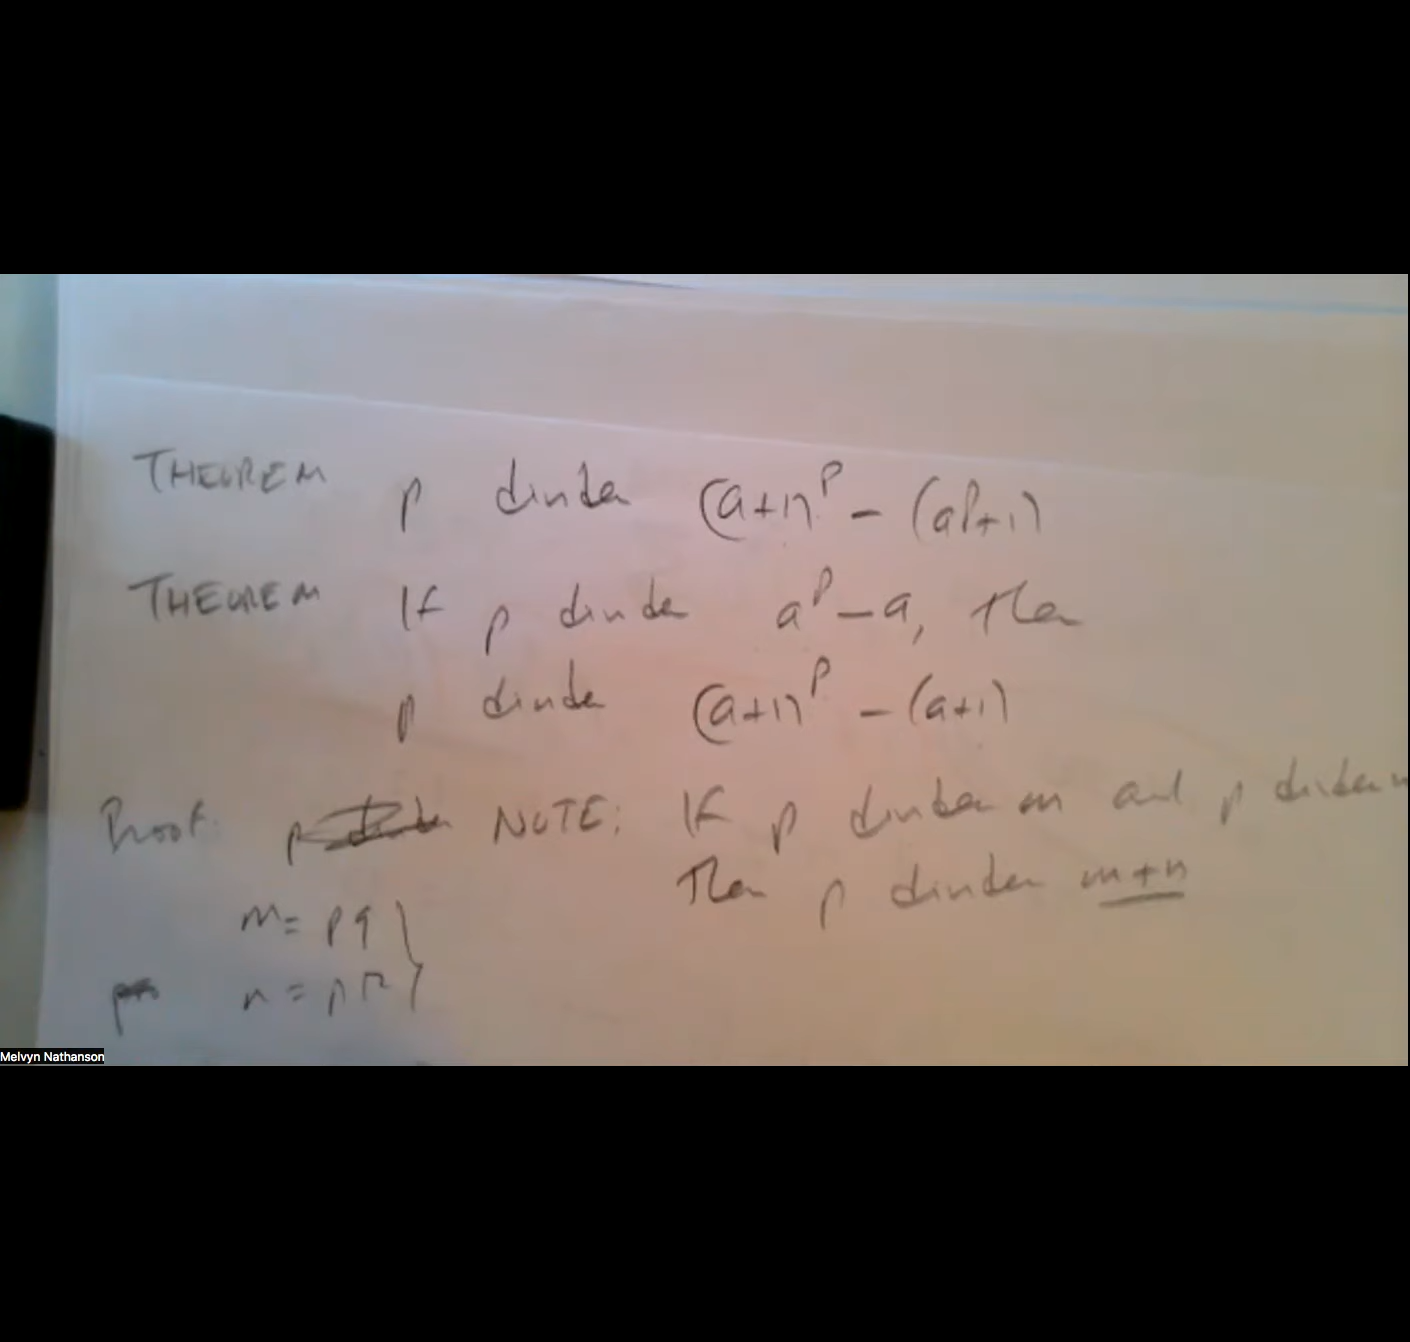 THEOREM p divides (a+1)^p - (a^p+1)
THEOREM If p divides a^p - a, then
p divides (a+1)^p - (a+1)
Proof. p NOTE: If p divides m and p divides n
Then p divides m+n
m = pq }
n = pr }
Melvyn Nathanson